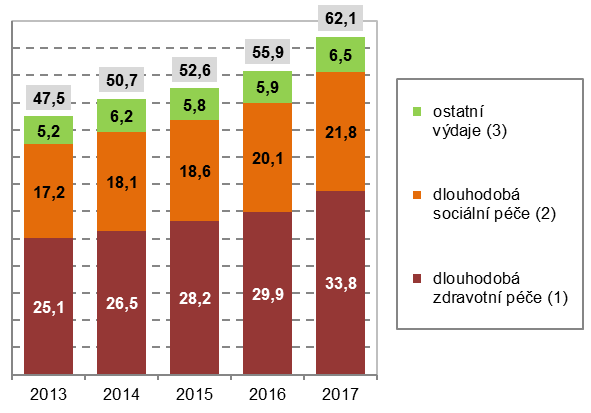 62,1
55,9
52,6
50,7
47,5
6,5
5,9
5,8
6,2
5,2
21,8
20,1
18,6
18,1
17,2
33,8
29,9
28,2
26,5
25,1
2013 2014 2015 2016 2017
ostatní
výdaje (3)
dlouhodobá
sociální péče (2)
dlouhodobá
zdravotní péče (1)